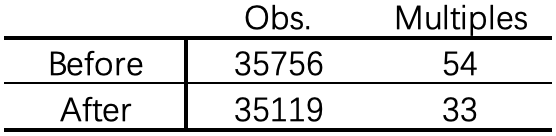 Obs. Multiples
Before 35756 54
After 35119 33